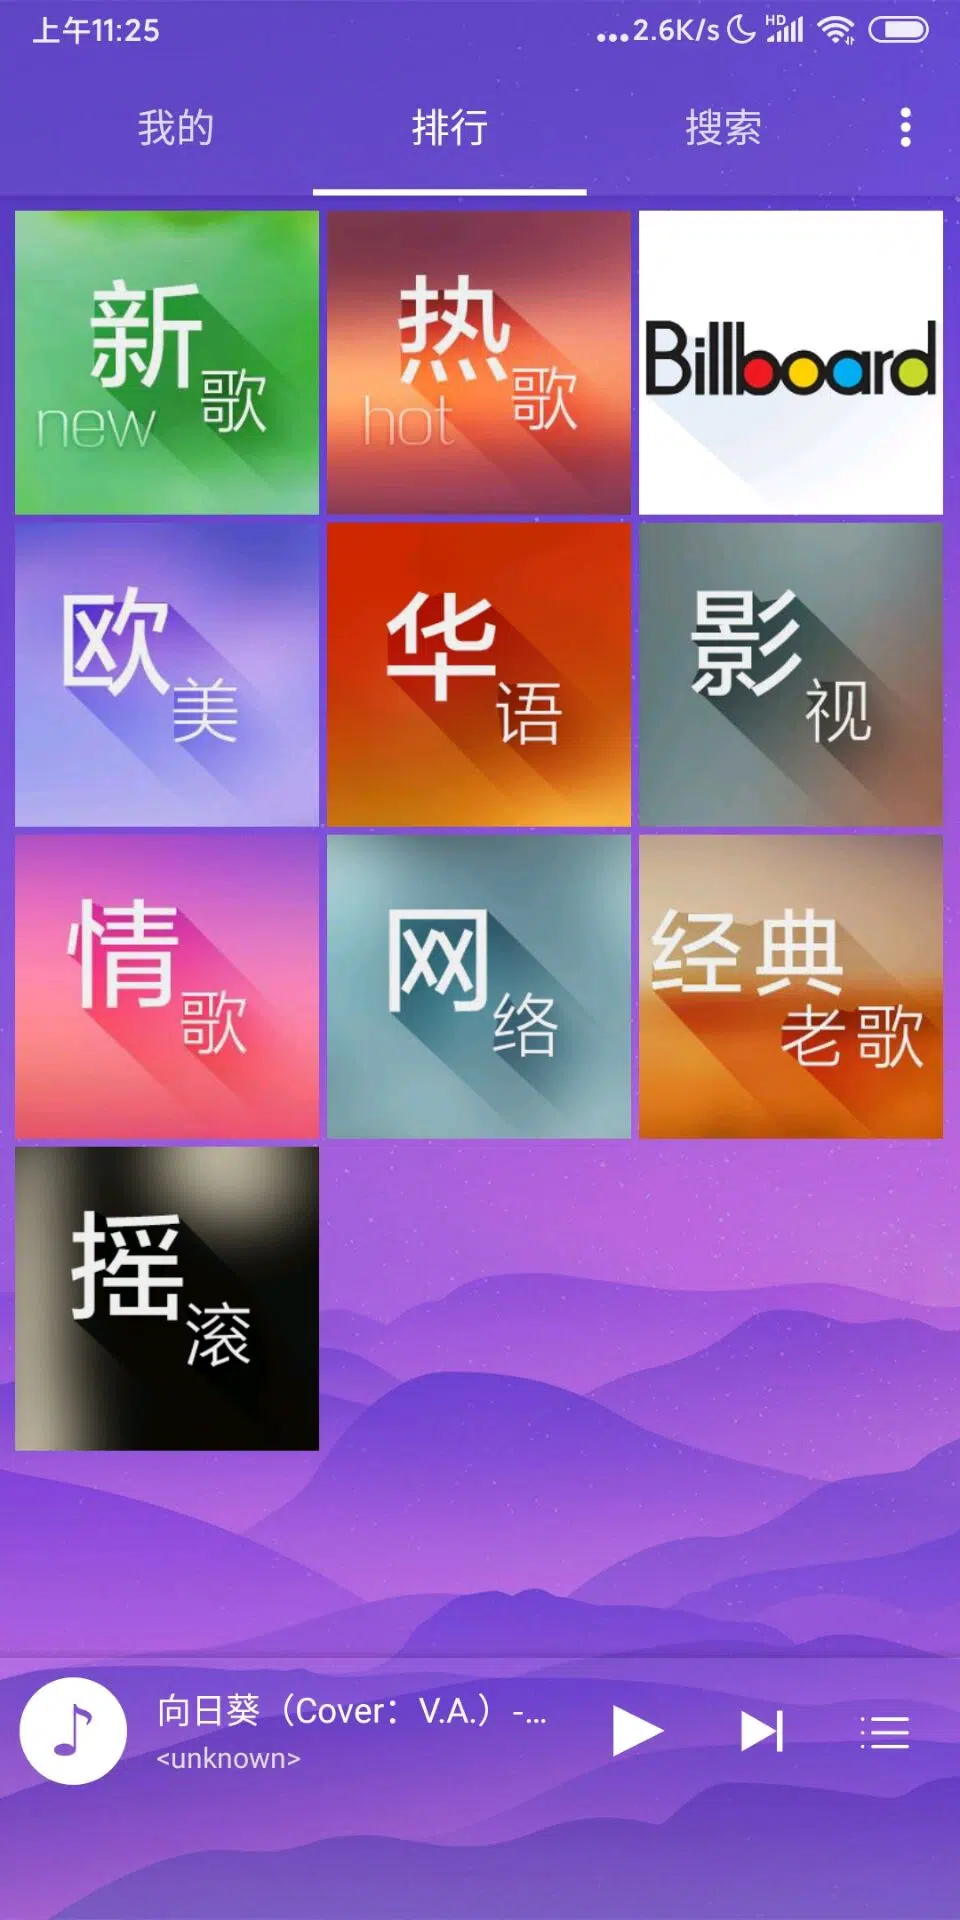 上午11:25
...2.6K/s HD
我的 排行 搜索
新歌
new
热歌
hot
Billboard
欧美
华语
影视
情歌
网络
经典
老歌
摇滚
向日葵（Cover：V.A.）-...
<unknown>